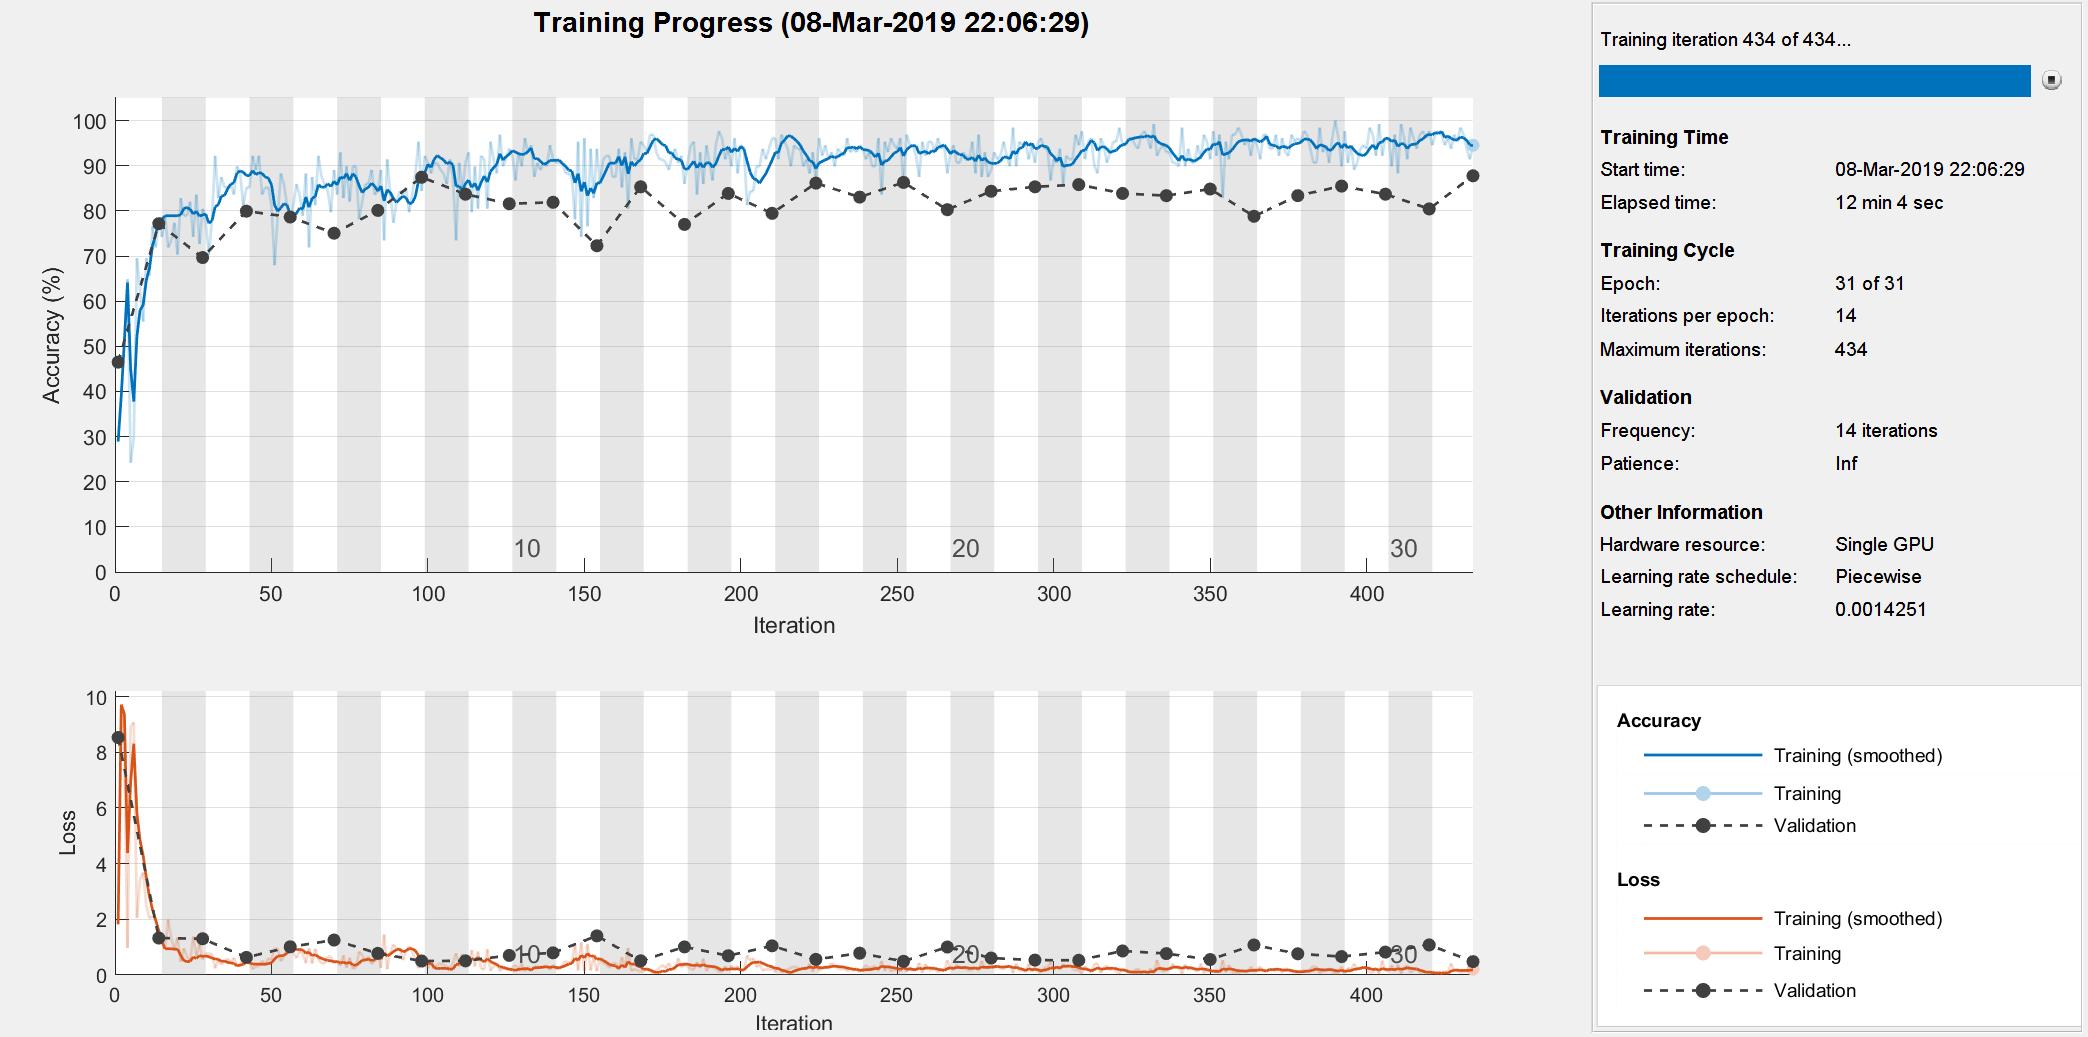 Training Progress (08-Mar-2019 22:06:29)
100
90
80
70
60
50
40
30
20
10
0
Accuracy (%)
10
20
30
0 50 100 150 200 250 300 350 400
Iteration
10
8
6
4
2
0
Loss
10
20
30
0 50 100 150 200 250 300 350 400
Iteration
Training iteration 434 of 434...
Training Time
Start time: 08-Mar-2019 22:06:29
Elapsed time: 12 min 4 sec
Training Cycle
Epoch: 31 of 31
Iterations per epoch: 14
Maximum iterations: 434
Validation
Frequency: 14 iterations
Patience: Inf
Other Information
Hardware resource: Single GPU
Learning rate schedule: Piecewise
Learning rate: 0.0014251
Accuracy
Training (smoothed)
Training
Validation
Loss
Training (smoothed)
Training
Validation